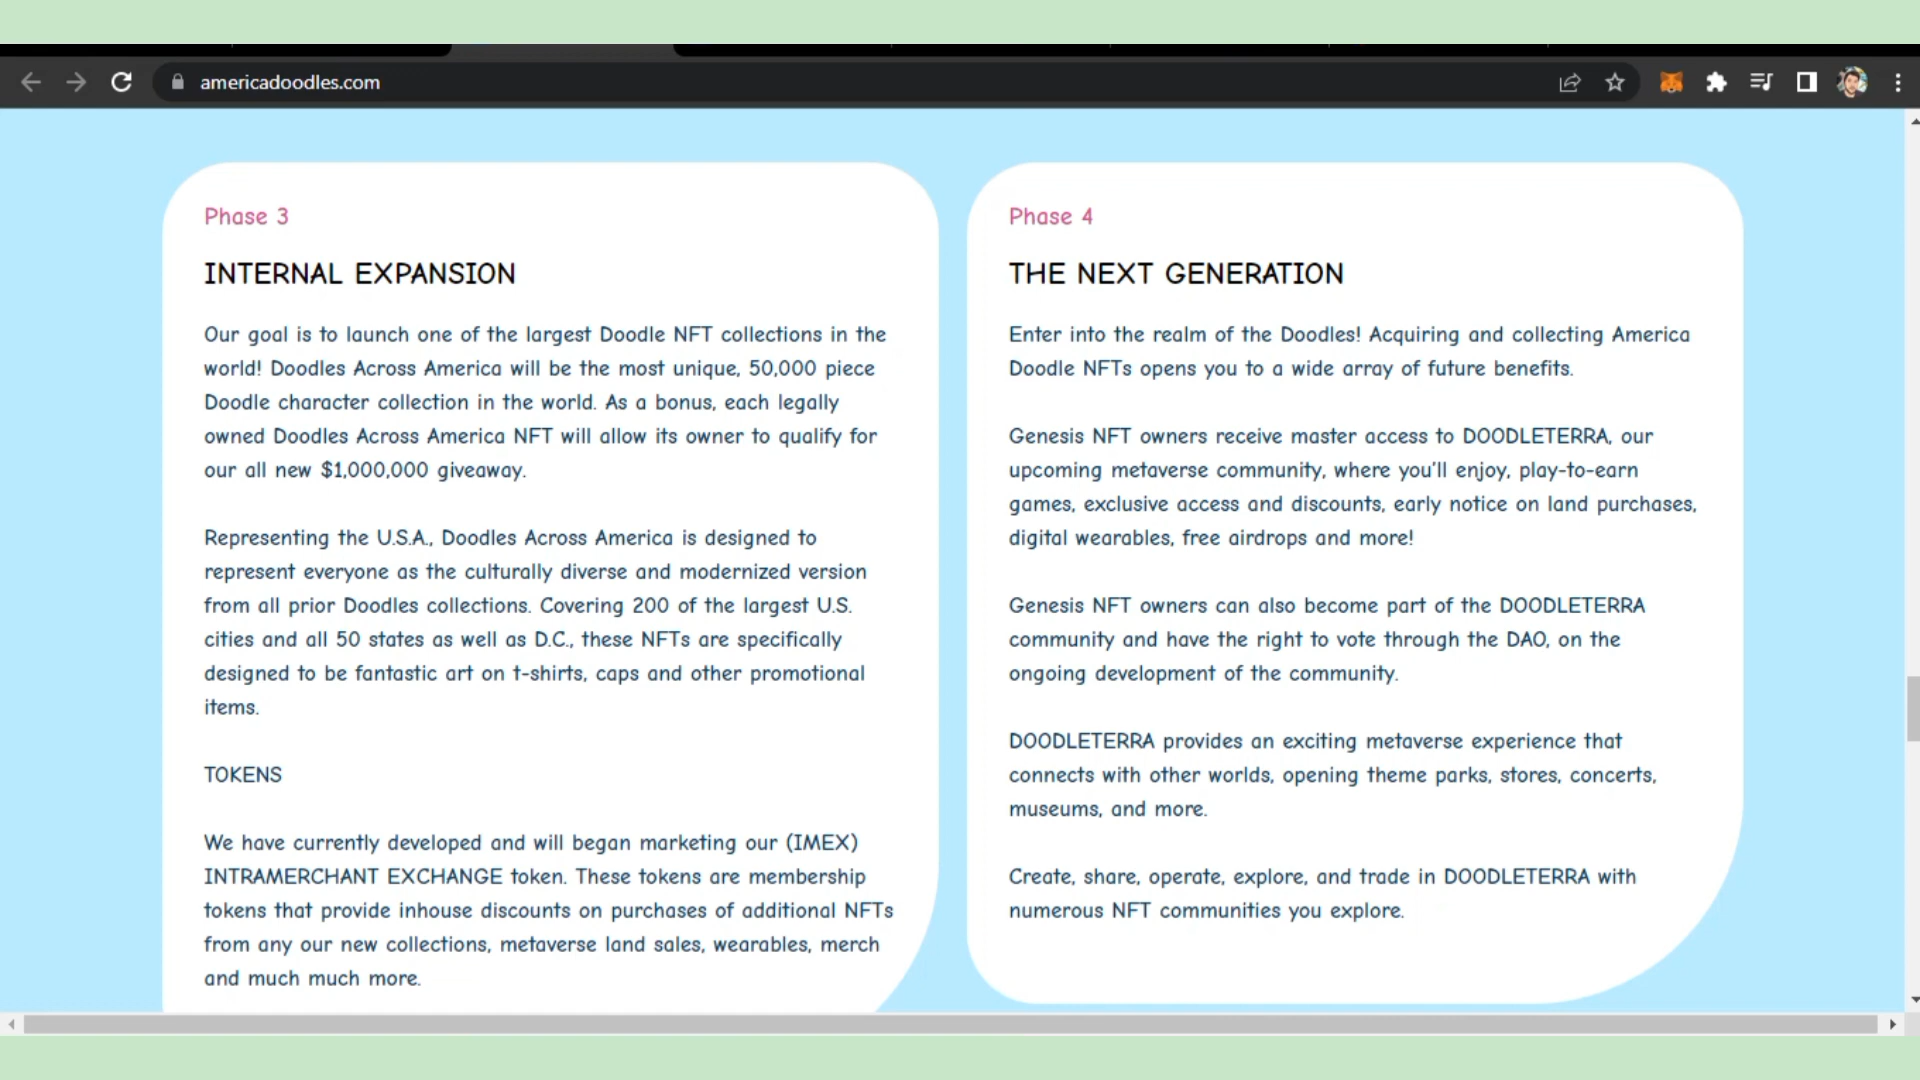 americadoodles.com
Phase 3
INTERNAL EXPANSION
Our goal is to launch one of the largest Doodle NFT collections in the
world! Doodles Across America will be the most unique, 50,000 piece
Doodle character collection in the world. As a bonus, each legally
owned Doodles Across America NFT will allow its owner to qualify for
our all new $1,000,000 giveaway.
Representing the U.S.A., Doodles Across America is designed to
represent everyone as the culturally diverse and modernized version
from all prior Doodles collections. Covering 200 of the largest U.S.
cities and all 50 states as well as D.C., these NFTs are specifically
designed to be fantastic art on t-shirts, caps and other promotional
items.
TOKENS
We have currently developed and will began marketing our (IMEX)
INTRAMERCHANT EXCHANGE token. These tokens are membership
tokens that provide inhouse discounts on purchases of additional NFTs
from any our new collections, metaverse land sales, wearables, merch
and much much more.
Phase 4
THE NEXT GENERATION
Enter into the realm of the Doodles! Acquiring and collecting America
Doodle NFTs opens you to a wide array of future benefits.
Genesis NFT owners receive master access to DOODLETERRA, our
upcoming metaverse community, where you'll enjoy, play-to-earn
games, exclusive access and discounts, early notice on land purchases,
digital wearables, free airdrops and more!
Genesis NFT owners can also become part of the DOODLETERRA
community and have the right to vote through the DAO, on the
ongoing development of the community.
DOODLETERRA provides an exciting metaverse experience that
connects with other worlds, opening theme parks, stores, concerts,
museums, and more.
Create, share, operate, explore, and trade in DOODLETERRA with
numerous NFT communities you explore.